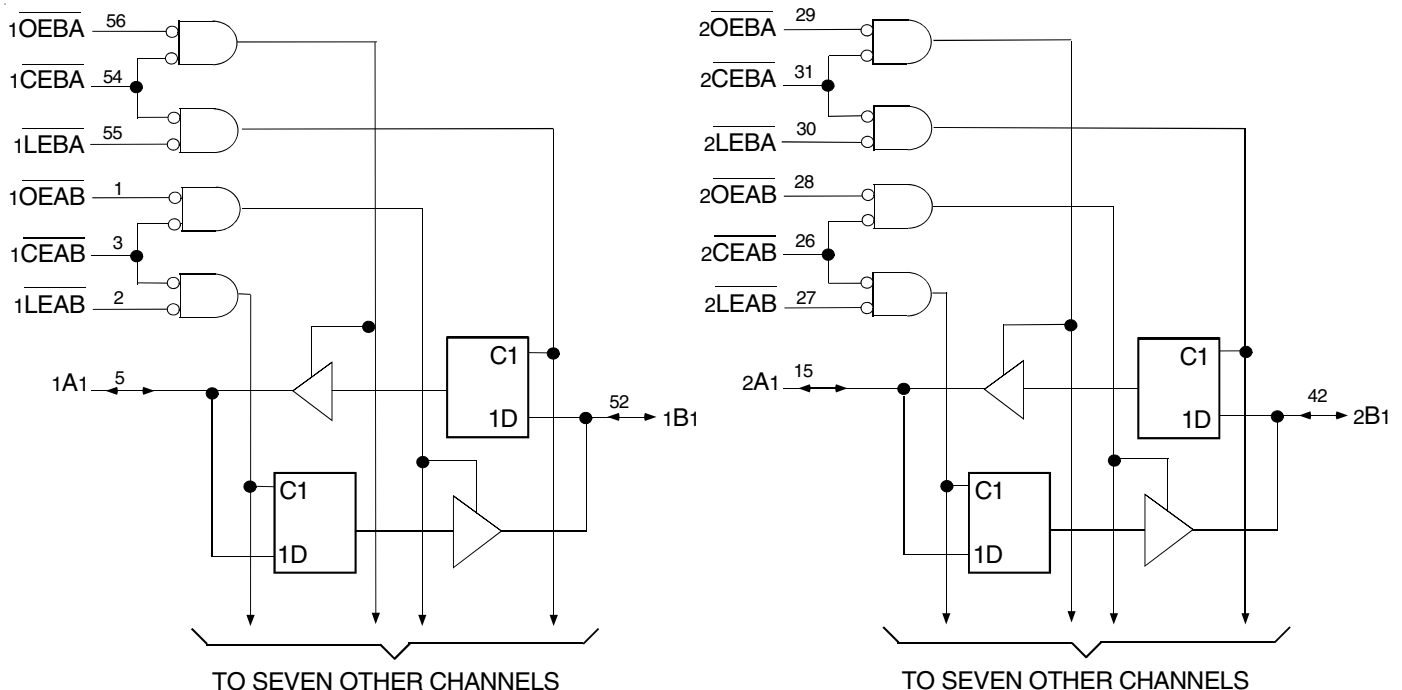 1OEBA 56
1CEBA 54
1LEBA 55
1OEAB 1
1CEAB 3
1LEAB 2
1A1 5
C1
1D
52 1B1
C1
1D
TO SEVEN OTHER CHANNELS
2OEBA 29
2CEBA 31
2LEBA 30
2OEAB 28
2CEAB 26
2LEAB 27
2A1 15
C1
1D
42 2B1
C1
1D
TO SEVEN OTHER CHANNELS